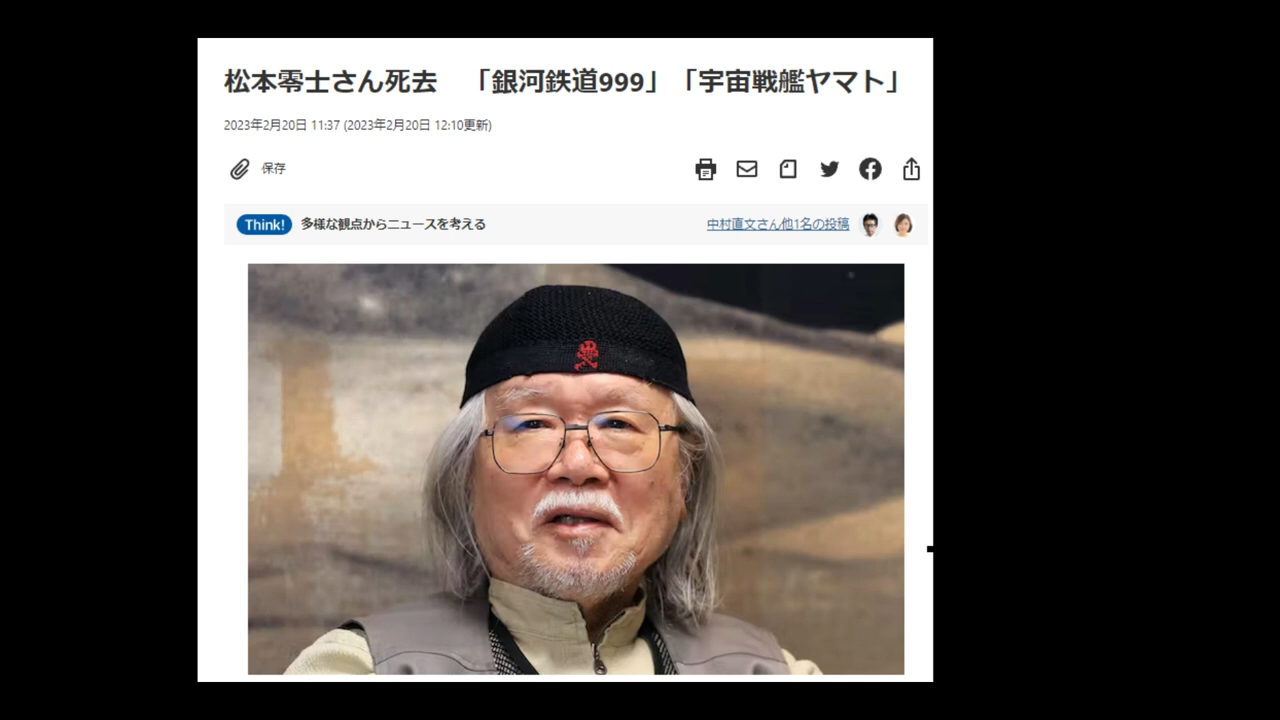 松本零士さん死去　「銀河鉄道999」「宇宙戦艦ヤマト」
2023年2月20日 11:37 (2023年2月20日 12:10更新)
保存
Think! 多様な観点からニュースを考える 中村直文さん他1名の投稿